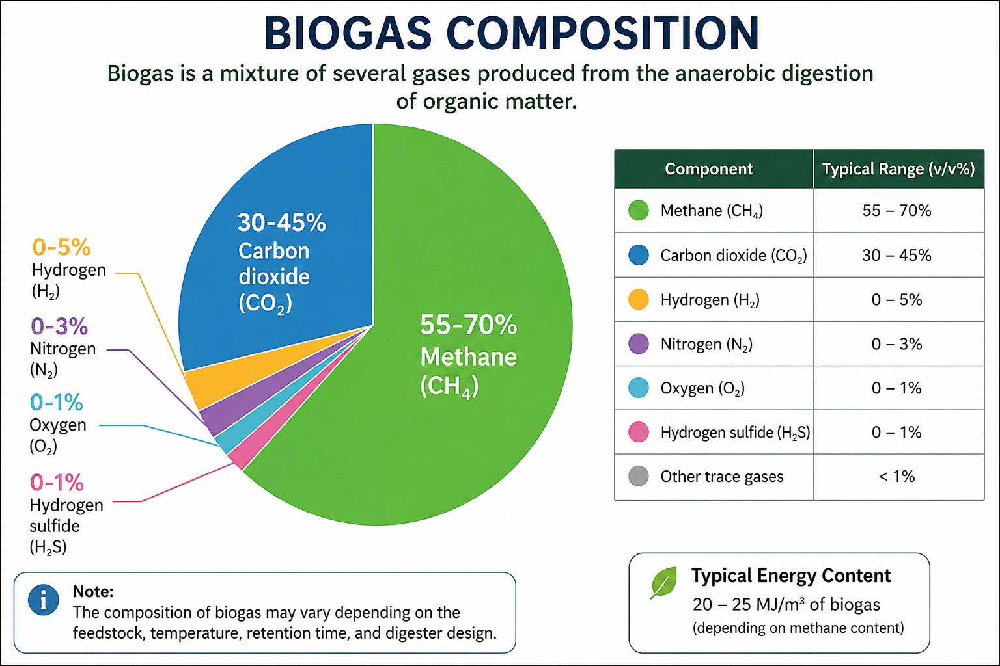 BIOGAS COMPOSITION
Biogas is a mixture of several gases produced from the anaerobic digestion
of organic matter.
30-45%
Carbon
dioxide
(CO₂)
55-70%
Methane
(CH₄)
0-5%
Hydrogen
(H₂)
0-3%
Nitrogen
(N₂)
0-1%
Oxygen
(O₂)
0-1%
Hydrogen
sulfide
(H₂S)
Component Typical Range (v/v%)
Methane (CH₄) 55 – 70%
Carbon dioxide (CO₂) 30 – 45%
Hydrogen (H₂) 0 – 5%
Nitrogen (N₂) 0 – 3%
Oxygen (O₂) 0 – 1%
Hydrogen sulfide (H₂S) 0 – 1%
Other trace gases < 1%
i
Note:
The composition of biogas may vary depending on the
feedstock, temperature, retention time, and digester design.
Typical Energy Content
20 – 25 MJ/m³ of biogas
(depending on methane content)